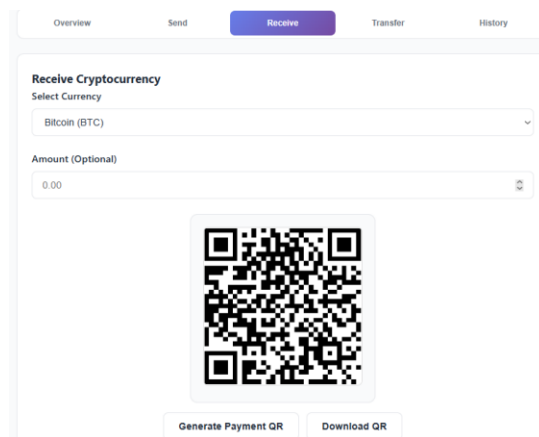 Overview Send Receive Transfer History
Receive Cryptocurrency
Select Currency
Bitcoin (BTC)
Amount (Optional)
0.00
Generate Payment QR Download QR